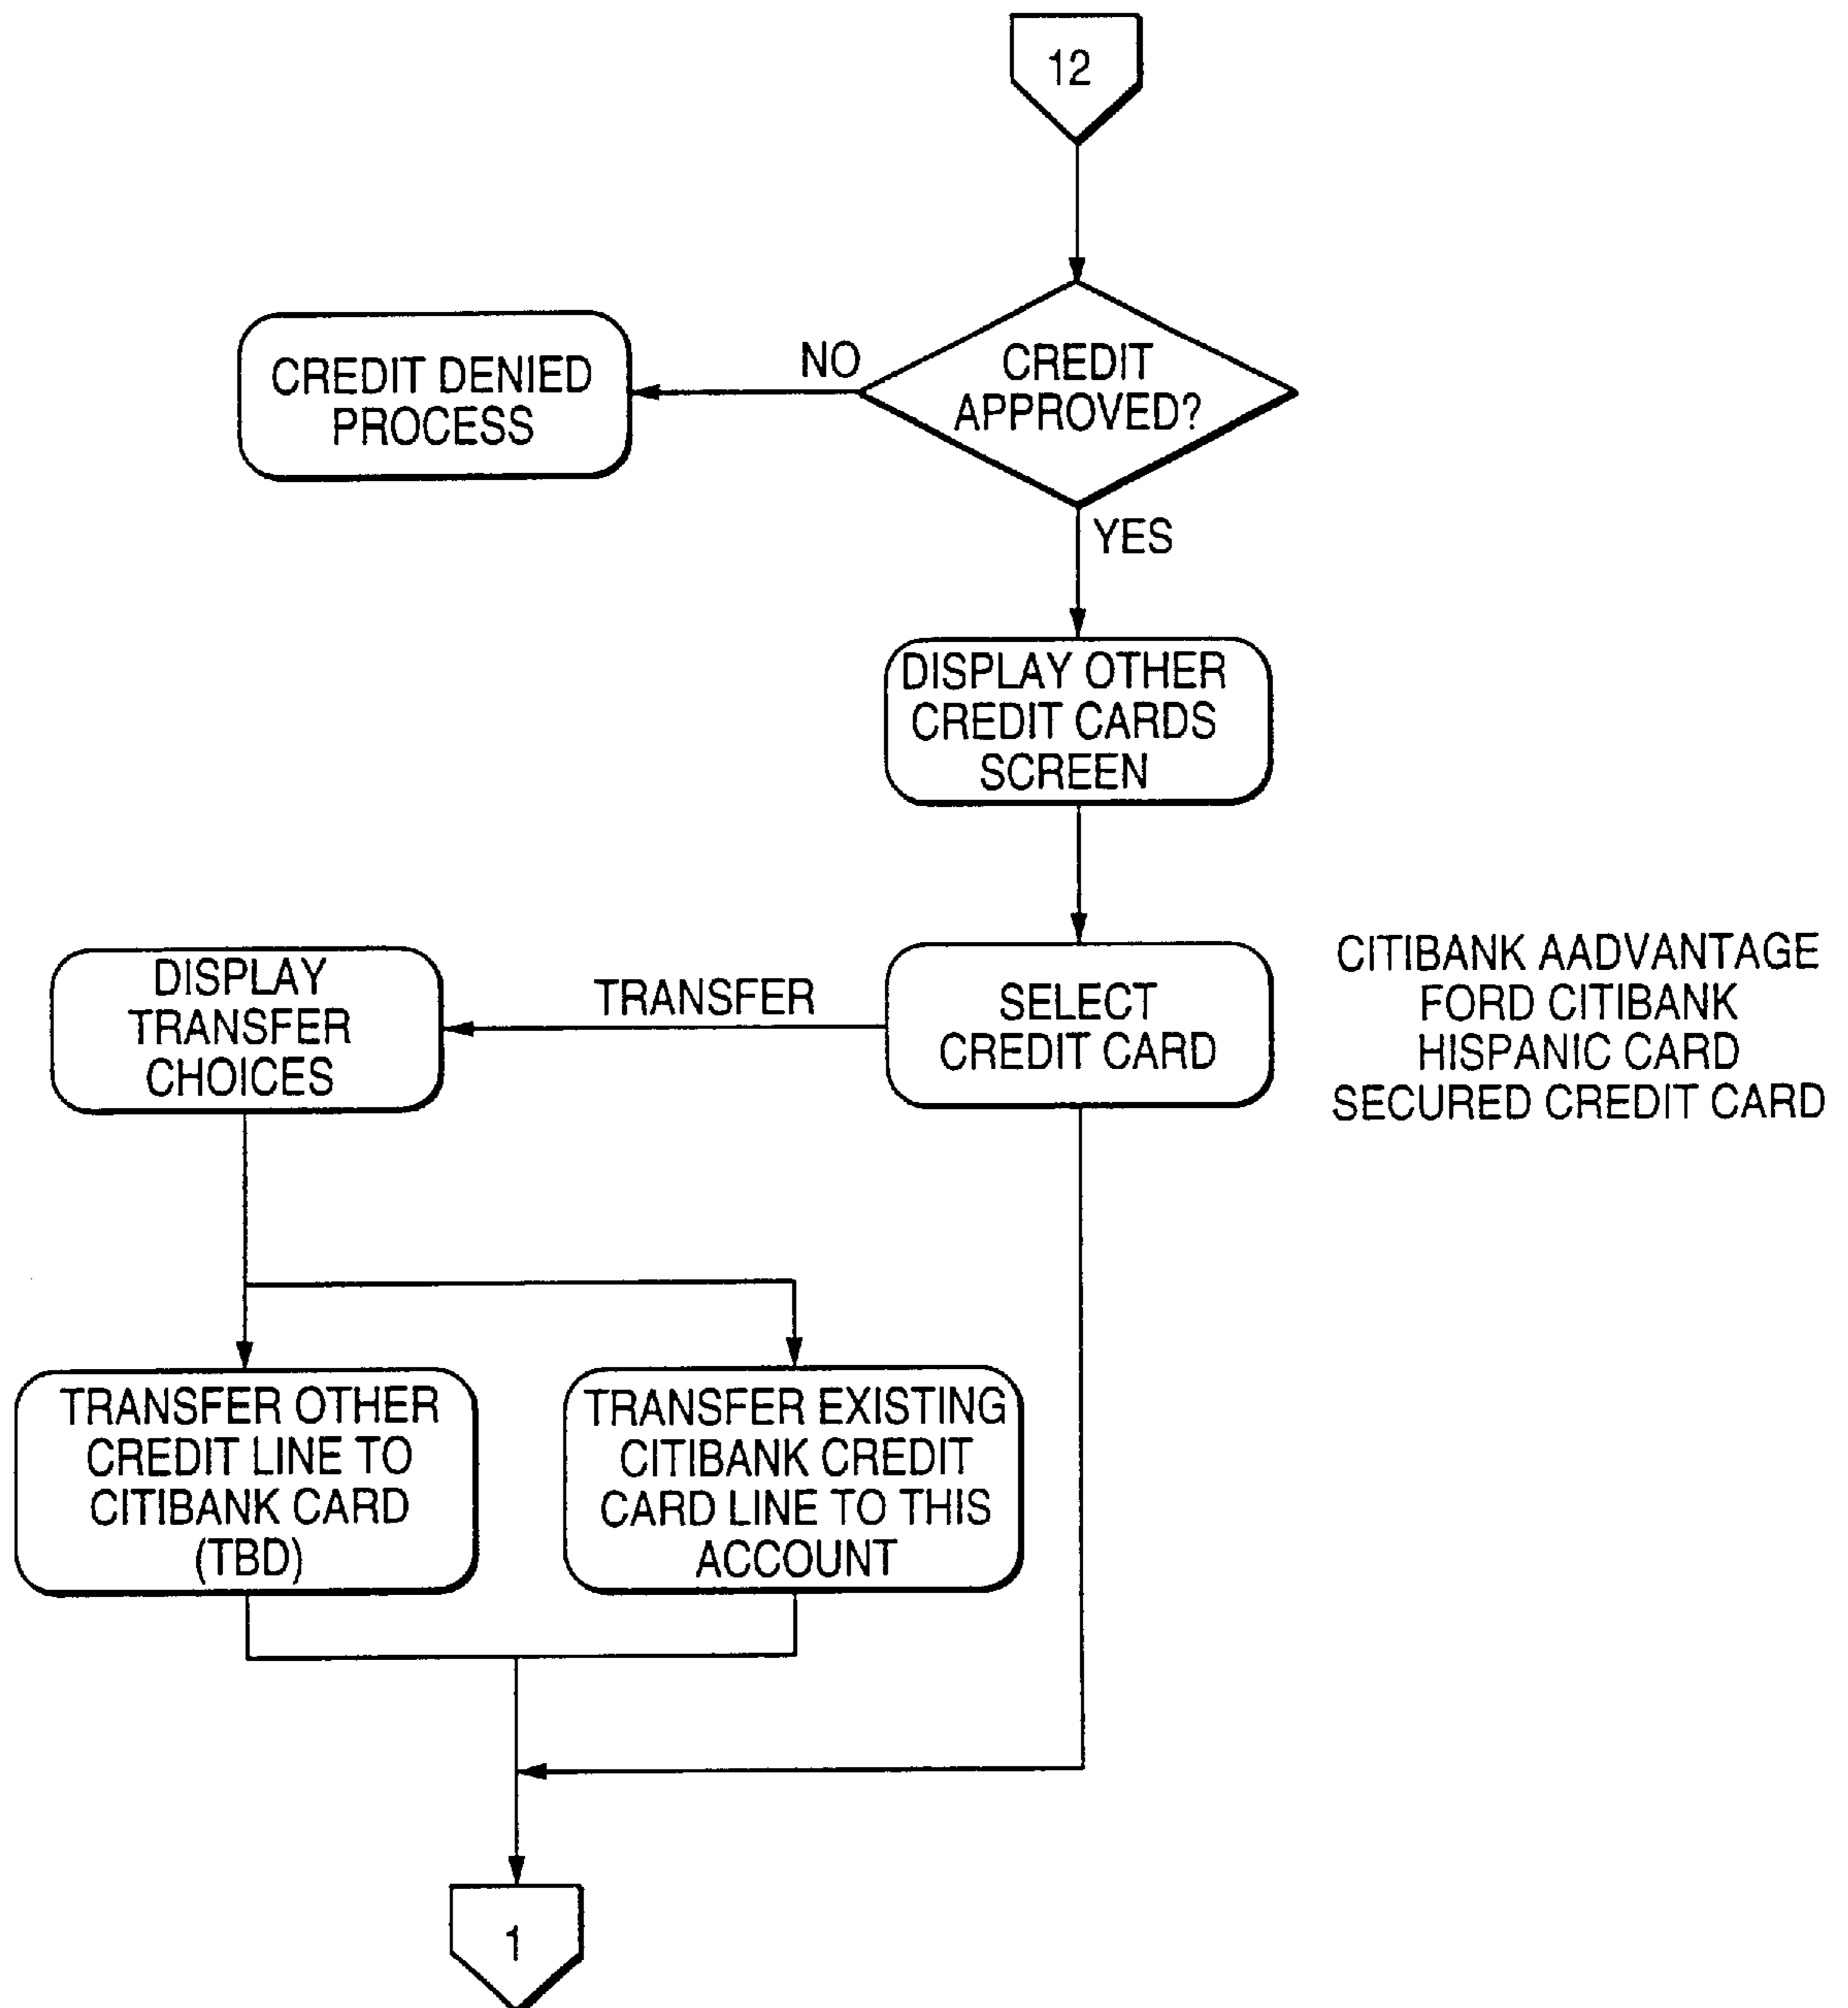 12
CREDIT
APPROVED?
NO
CREDIT DENIED
PROCESS
YES
DISPLAY OTHER
CREDIT CARDS
SCREEN
SELECT
CREDIT CARD
CITIBANK AADVANTAGE
FORD CITIBANK
HISPANIC CARD
SECURED CREDIT CARD
TRANSFER
DISPLAY
TRANSFER
CHOICES
TRANSFER OTHER
CREDIT LINE TO
CITIBANK CARD
(TBD)
TRANSFER EXISTING
CITIBANK CREDIT
CARD LINE TO THIS
ACCOUNT
1